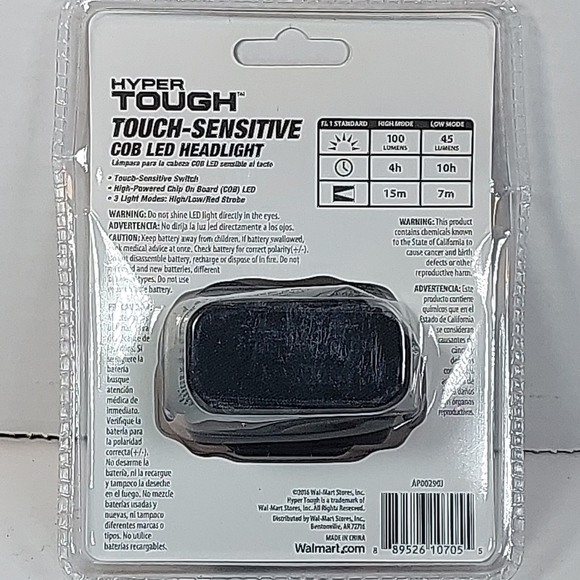 HYPER
TOUGH™
TOUCH-SENSITIVE
COB LED HEADLIGHT
Lámpara para la cabeza COB LED sensible al tacto
• Touch-Sensitive Switch
• High-Powered Chip On Board (COB) LED
• 3 Light Modes: High/Low/Red Strobe
FL 1 STANDARD HIGH MODE LOW MODE
100 LUMENS 45 LUMENS
4h 10h
15m 7m
WARNING: Do not shine LED light directly in the eyes.
ADVERTENCIA: No dirija la luz led directamente a los ojos.
CAUTION: Keep battery away from children. If battery swallowed,
medical advice at once. Check battery for correct polarity(+/-).
not disassemble battery, recharge or dispose of in fire. Do not
and new batteries, different
types. Do not use
battery.
WARNING: This product
contains chemicals known
to the State of California to
cause cancer and birth
defects or other
reproductive harm.
ADVERTENCIA: Este
producto contiene
químicos que en el
Estado de California
se consideran
causantes de
órganos
reproductivos.
de
niños. Si
se ingiere la
batería
busque
atención
médica de
inmediato.
Verifique la
batería para
la polaridad
correcta(+/-).
No desarme la
batería, ni la recargue
y tampoco la deseche
en el fuego. No mezcle
baterías usadas y
nuevas, ni tampoco
diferentes marcas o
tipos. No utilice
baterías recargables.
©2016 Wal-Mart Stores, Inc.
Hyper Tough is a trademark of
Wal-Mart Stores, Inc. All Rights Reserved.
Distributed by Wal-Mart Stores, Inc.
Bentonville, AR 72716
MADE IN CHINA
Walmart.com
AP00290J
8 89526 10705 5